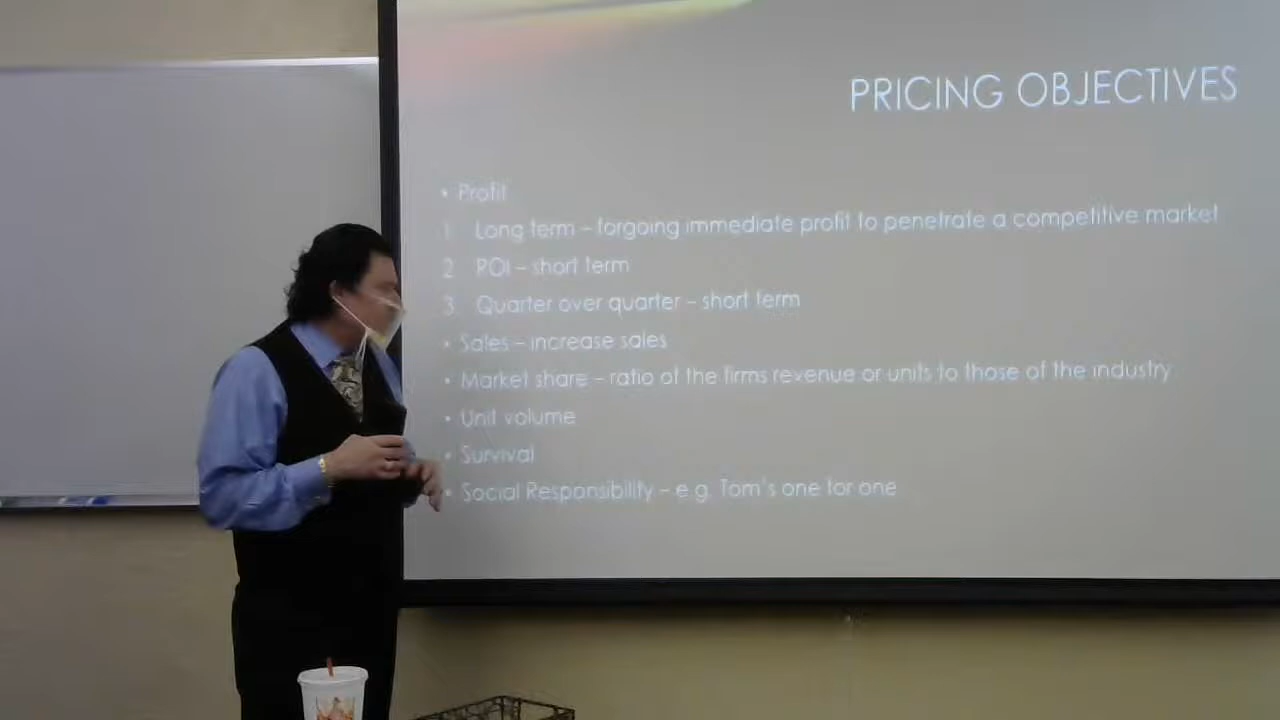 PRICING OBJECTIVES
• Profit
1 Long term – forgoing immediate profit to penetrate a competitive market
2 ROI – short term
3 Quarter over quarter – short term
• Sales – increase sales
• Market share – ratio of the firms revenue or units to those of the industry
• Unit volume
• Survival
• Social Responsibility – e.g. Tom's one for one